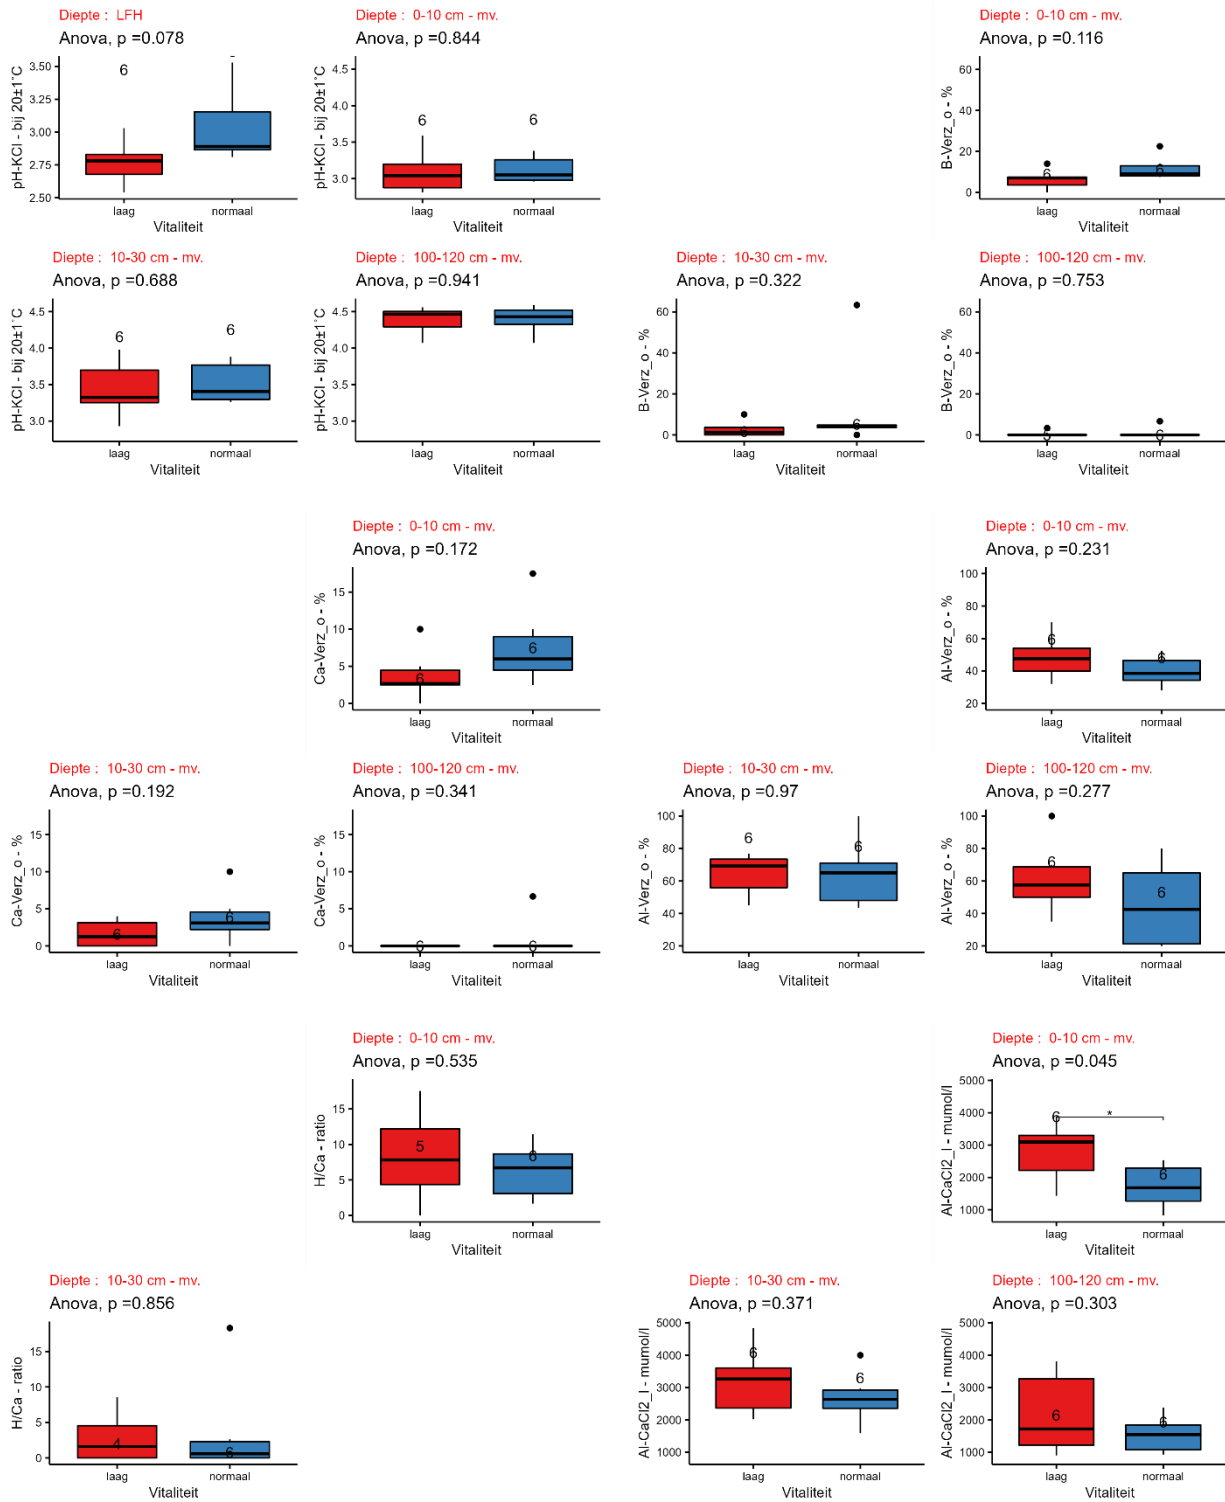 Diepte : LFH
Anova, p =0.078
pH-KCl - bij 20±1˚C
3.50
3.25
3.00
2.75
2.50
6
laag
normaal
Vitaliteit
Diepte : 0-10 cm - mv.
Anova, p =0.844
pH-KCl - bij 20±1˚C
4.5
4.0
3.5
3.0
6
6
laag
normaal
Vitaliteit
Diepte : 0-10 cm - mv.
Anova, p =0.116
B-Verz_o - %
60
40
20
0
6
6
laag
normaal
Vitaliteit
Diepte : 10-30 cm - mv.
Anova, p =0.688
pH-KCl - bij 20±1˚C
4.5
4.0
3.5
3.0
6
6
laag
normaal
Vitaliteit
Diepte : 100-120 cm - mv.
Anova, p =0.941
pH-KCl - bij 20±1˚C
4.5
4.0
3.5
3.0
laag
normaal
Vitaliteit
Diepte : 10-30 cm - mv.
Anova, p =0.322
B-Verz_o - %
60
40
20
0
6
6
laag
normaal
Vitaliteit
Diepte : 100-120 cm - mv.
Anova, p =0.753
B-Verz_o - %
60
40
20
0
6
6
laag
normaal
Vitaliteit
Diepte : 0-10 cm - mv.
Anova, p =0.172
Ca-Verz_o - %
15
10
5
0
6
6
laag
normaal
Vitaliteit
Diepte : 0-10 cm - mv.
Anova, p =0.231
Al-Verz_o - %
100
80
60
40
20
6
6
laag
normaal
Vitaliteit
Diepte : 10-30 cm - mv.
Anova, p =0.192
Ca-Verz_o - %
15
10
5
0
6
6
laag
normaal
Vitaliteit
Diepte : 100-120 cm - mv.
Anova, p =0.341
Ca-Verz_o - %
15
10
5
0
6
6
laag
normaal
Vitaliteit
Diepte : 10-30 cm - mv.
Anova, p =0.97
Al-Verz_o - %
100
80
60
40
20
6
6
laag
normaal
Vitaliteit
Diepte : 100-120 cm - mv.
Anova, p =0.277
Al-Verz_o - %
100
80
60
40
20
6
6
laag
normaal
Vitaliteit
Diepte : 0-10 cm - mv.
Anova, p =0.535
H/Ca - ratio
15
10
5
0
5
6
laag
normaal
Vitaliteit
Diepte : 0-10 cm - mv.
Anova, p =0.045
Al-CaCl2_l - mumol/l
5000
4000
3000
2000
1000
6
*
6
laag
normaal
Vitaliteit
Diepte : 10-30 cm - mv.
Anova, p =0.856
H/Ca - ratio
15
10
5
0
4
6
laag
normaal
Vitaliteit
Diepte : 10-30 cm - mv.
Anova, p =0.371
Al-CaCl2_l - mumol/l
5000
4000
3000
2000
1000
6
6
laag
normaal
Vitaliteit
Diepte : 100-120 cm - mv.
Anova, p =0.303
Al-CaCl2_l - mumol/l
5000
4000
3000
2000
1000
6
6
laag
normaal
Vitaliteit